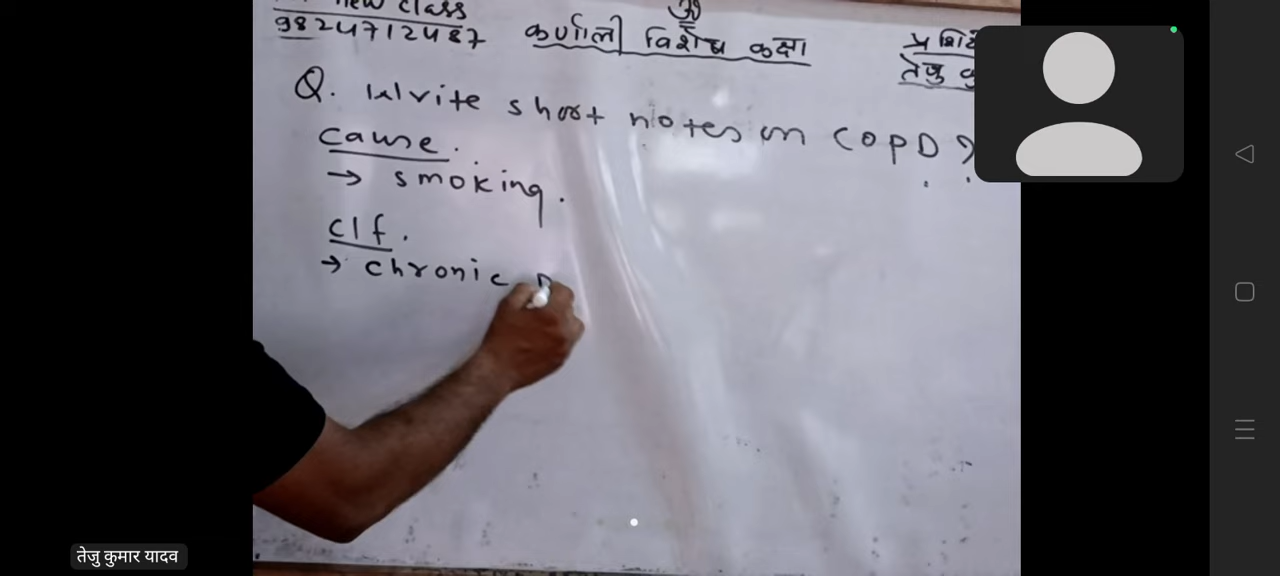 new class
9824712487 कर्णाली विशेष कक्षा
ॐ
Q. Write short notes on COPD?
cause.
→ smoking.
c/f.
→ chronic
तेजु कुमार यादव